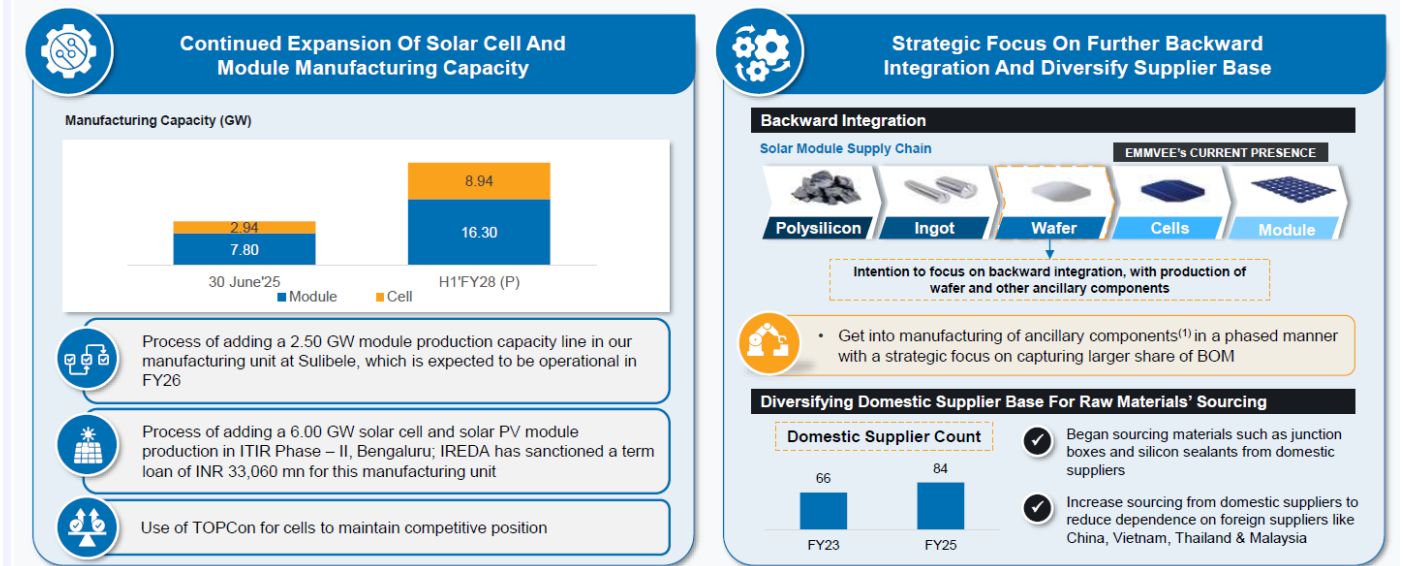 Continued Expansion Of Solar Cell And
Module Manufacturing Capacity
Manufacturing Capacity (GW)
8.94
16.30
2.94
7.80
30 June'25
H1'FY28 (P)
Module
Cell
Process of adding a 2.50 GW module production capacity line in our
manufacturing unit at Sulibele, which is expected to be operational in
FY26
Process of adding a 6.00 GW solar cell and solar PV module
production in ITIR Phase – II, Bengaluru; IREDA has sanctioned a term
loan of INR 33,060 mn for this manufacturing unit
Use of TOPCon for cells to maintain competitive position
Strategic Focus On Further Backward
Integration And Diversify Supplier Base
Backward Integration
Solar Module Supply Chain
EMMVEE's CURRENT PRESENCE
Polysilicon
Ingot
Wafer
Cells
Module
Intention to focus on backward integration, with production of
wafer and other ancillary components
• Get into manufacturing of ancillary components(1) in a phased manner
with a strategic focus on capturing larger share of BOM
Diversifying Domestic Supplier Base For Raw Materials' Sourcing
Domestic Supplier Count
66
84
FY23
FY25
Began sourcing materials such as junction
boxes and silicon sealants from domestic
suppliers
Increase sourcing from domestic suppliers to
reduce dependence on foreign suppliers like
China, Vietnam, Thailand & Malaysia